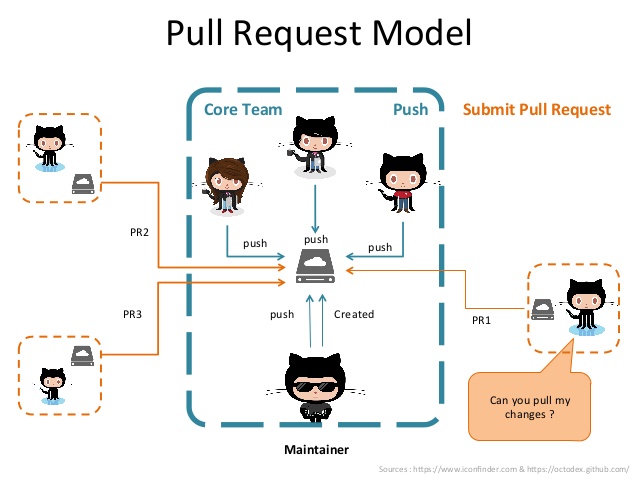 Pull Request Model
Core Team
Push
Submit Pull Request
PR2
push
push
push
PR3
push
Created
PR1
Can you pull my
changes ?
Maintainer
Sources : https://www.iconfinder.com & https://octodex.github.com/